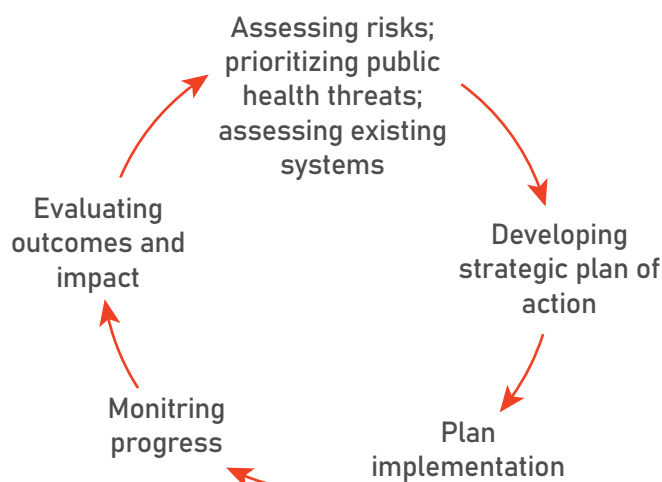 Assessing risks;
prioritizing public
health threats;
assessing existing
systems
Developing
strategic plan of
action
Plan
implementation
Monitring
progress
Evaluating
outcomes and
impact